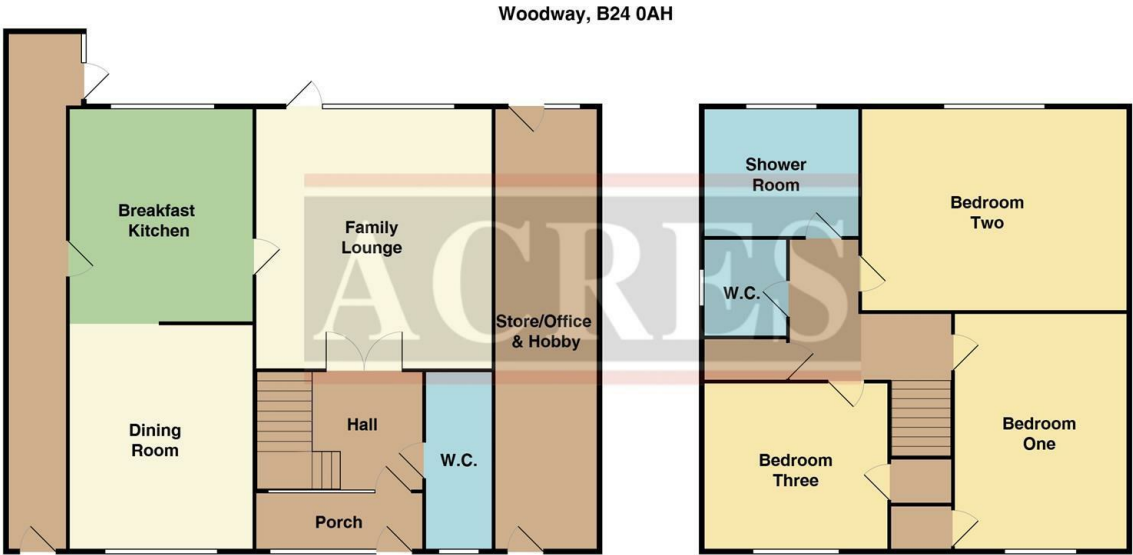 Woodway, B24 0AH
Breakfast
Kitchen
Family
Lounge
Store/Office
& Hobby
Dining
Room
Hall
W.C.
Porch
Shower
Room
Bedroom
Two
W.C.
Bedroom
One
Bedroom
Three
ACRES